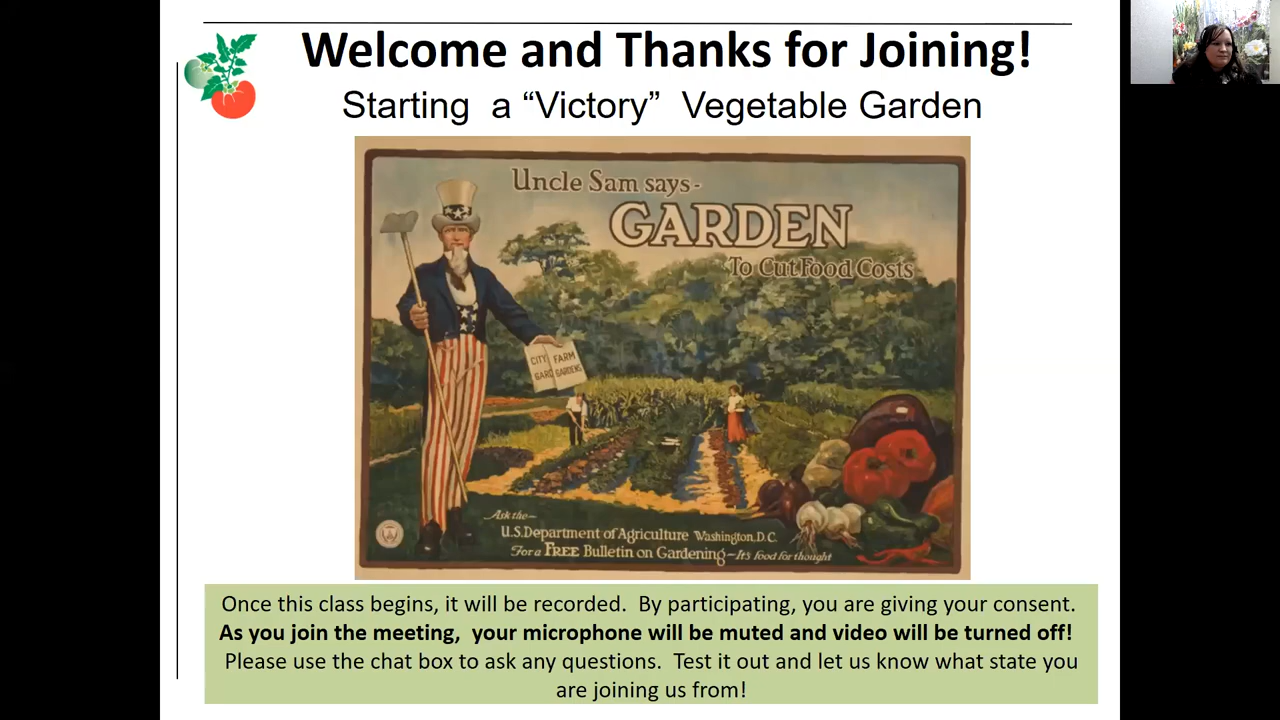 Welcome and Thanks for Joining!
Starting a “Victory” Vegetable Garden
Uncle Sam says-
GARDEN
To Cut Food Costs
CITY FARM
GARD GARDENS
Ask the—
U.S. Department of Agriculture Washington, D.C.
For a FREE Bulletin on Gardening—It's food for thought
Once this class begins, it will be recorded. By participating, you are giving your consent.
As you join the meeting, your microphone will be muted and video will be turned off!
Please use the chat box to ask any questions. Test it out and let us know what state you
are joining us from!